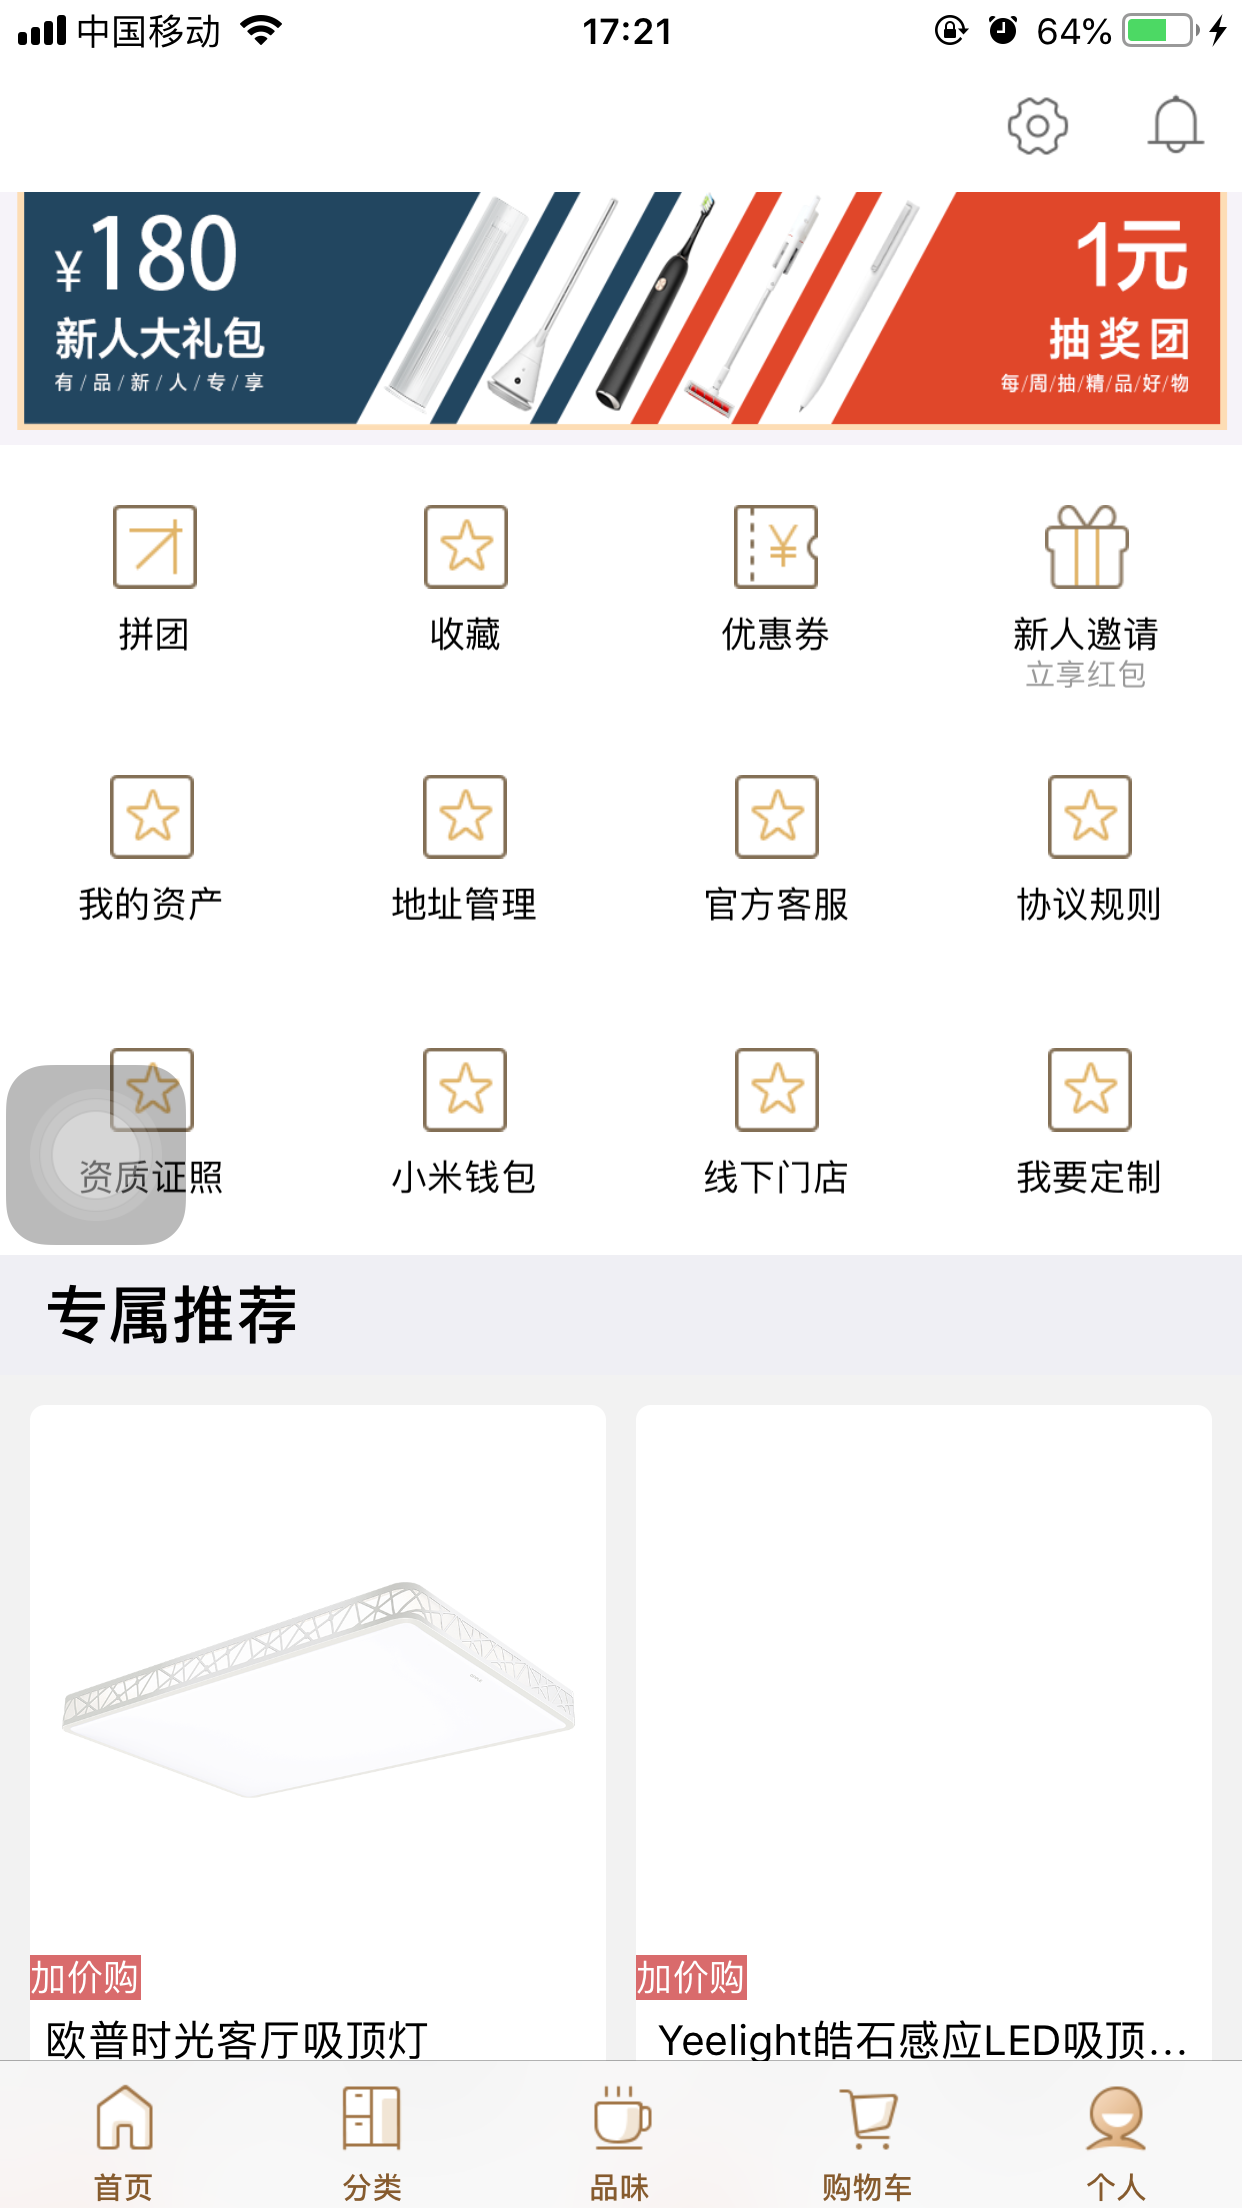 中国移动 17:21 64%
¥180 1元
新人大礼包 抽奖团
有/品/新/人/专/享 每/周/抽/精/品/好/物
拼团 收藏 优惠券 新人邀请
立享红包
我的资产 地址管理 官方客服 协议规则
资质证照 小米钱包 线下门店 我要定制
专属推荐
加价购 加价购
欧普时光客厅吸顶灯 Yeelight皓石感应LED吸顶...
首页 分类 品味 购物车 个人